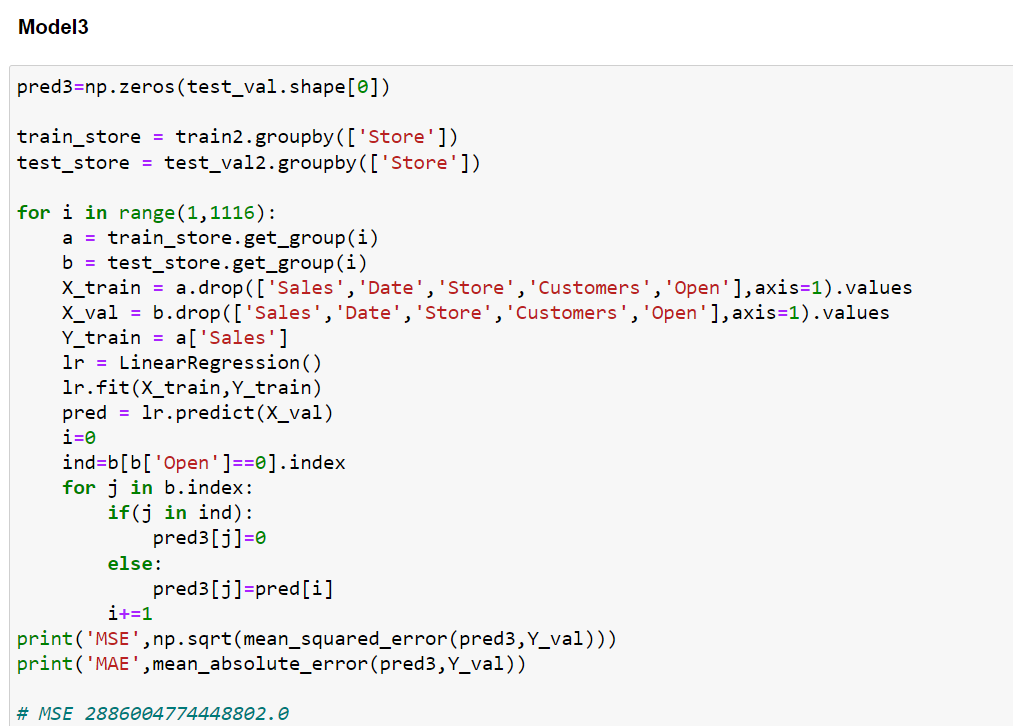 Model3
pred3=np.zeros(test_val.shape[0])
train_store = train2.groupby(['Store'])
test_store = test_val2.groupby(['Store'])
for i in range(1,1116):
    a = train_store.get_group(i)
    b = test_store.get_group(i)
    X_train = a.drop(['Sales','Date','Store','Customers','Open'],axis=1).values
    X_val = b.drop(['Sales','Date','Store','Customers','Open'],axis=1).values
    Y_train = a['Sales']
    lr = LinearRegression()
    lr.fit(X_train,Y_train)
    pred = lr.predict(X_val)
    i=0
    ind=b[b['Open']==0].index
    for j in b.index:
        if(j in ind):
            pred3[j]=0
        else:
            pred3[j]=pred[i]
        i+=1
print('MSE',np.sqrt(mean_squared_error(pred3,Y_val)))
print('MAE',mean_absolute_error(pred3,Y_val))
# MSE 2886004774448802.0